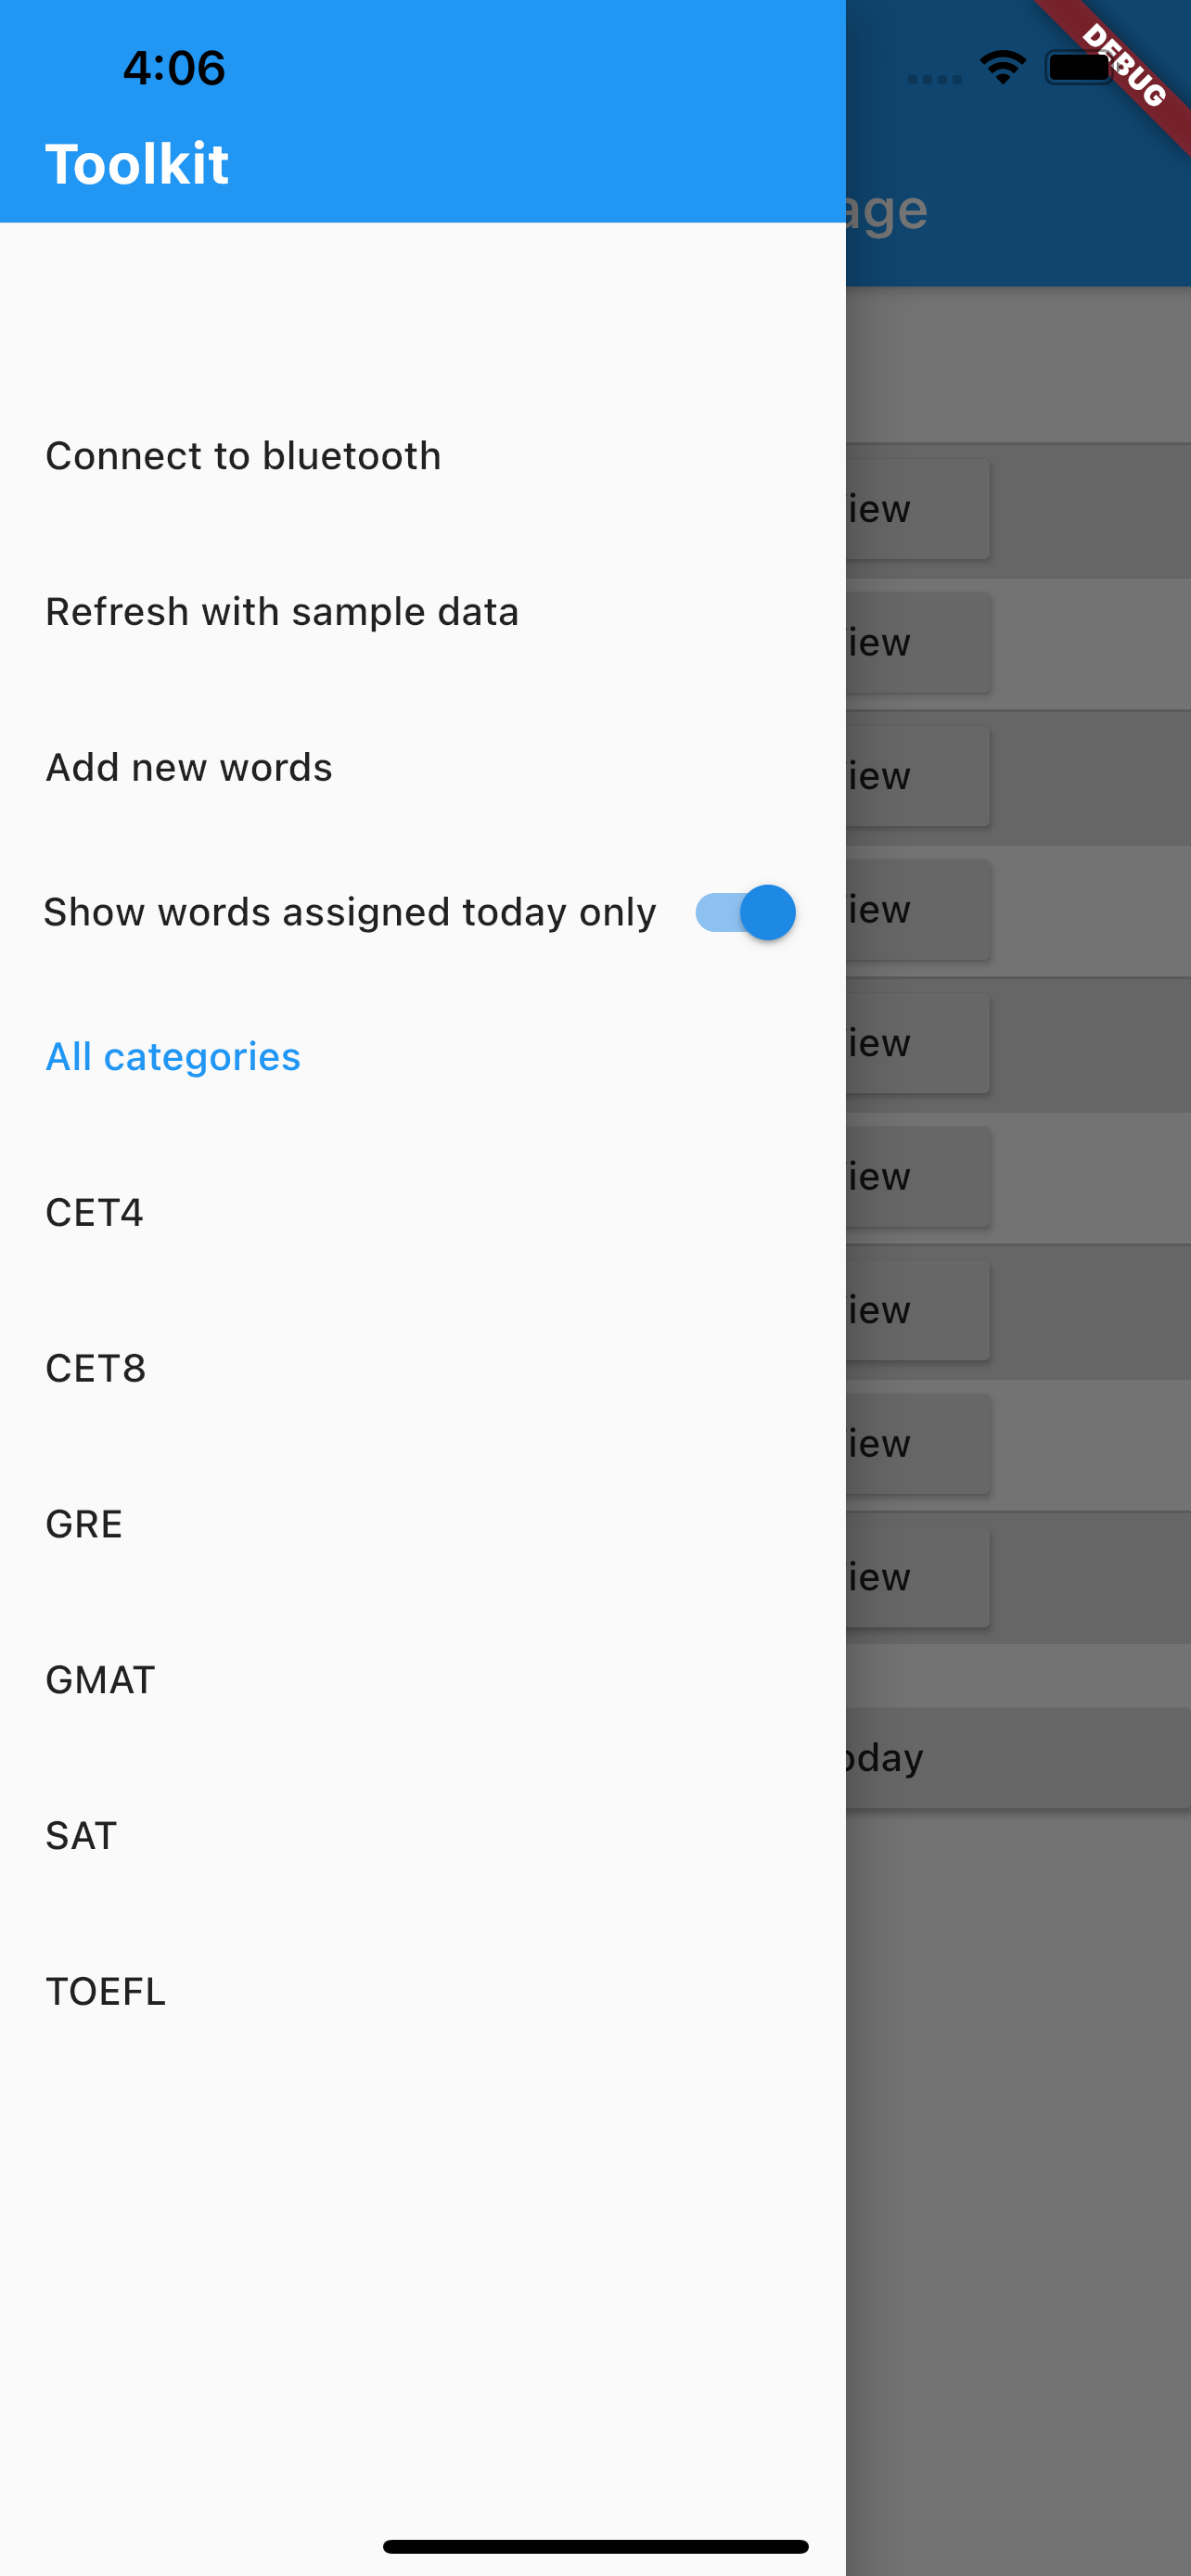 4:06
DEBUG
Toolkit
age
Connect to bluetooth
iew
Refresh with sample data
iew
Add new words
iew
Show words assigned today only
iew
All categories
iew
CET4
iew
CET8
iew
GRE
iew
GMAT
iew
SAT
oday
TOEFL